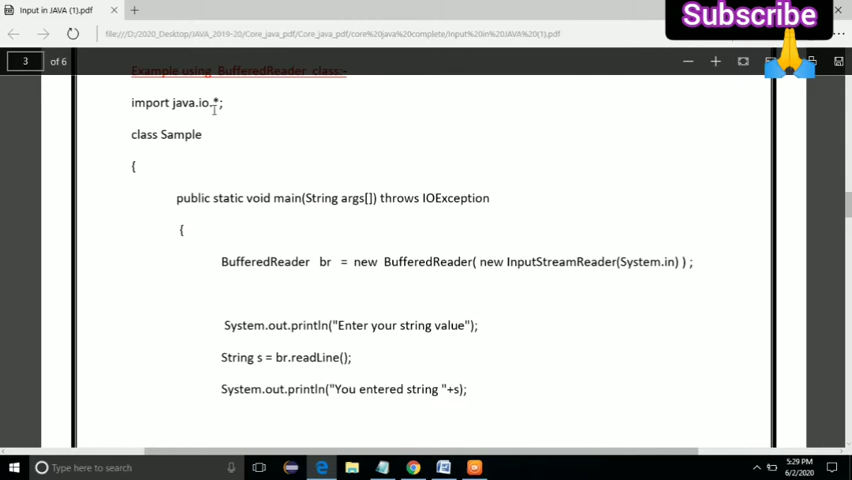 Input in JAVA (1).pdf
Subscribe
file:///D:/2020_Desktop/JAVA_2019-20/Core_java_pdf/Core_java_pdf/core%20java%20complete/Input%20in%20JAVA%20(1).pdf
3 of 6
Example using BufferedReader class:-
import java.io.*;
class Sample
{
public static void main(String args[]) throws IOException
{
BufferedReader br = new BufferedReader( new InputStreamReader(System.in) ) ;
System.out.println("Enter your string value");
String s = br.readLine();
System.out.println("You entered string "+s);
Type here to search
5:29 PM
6/2/2020